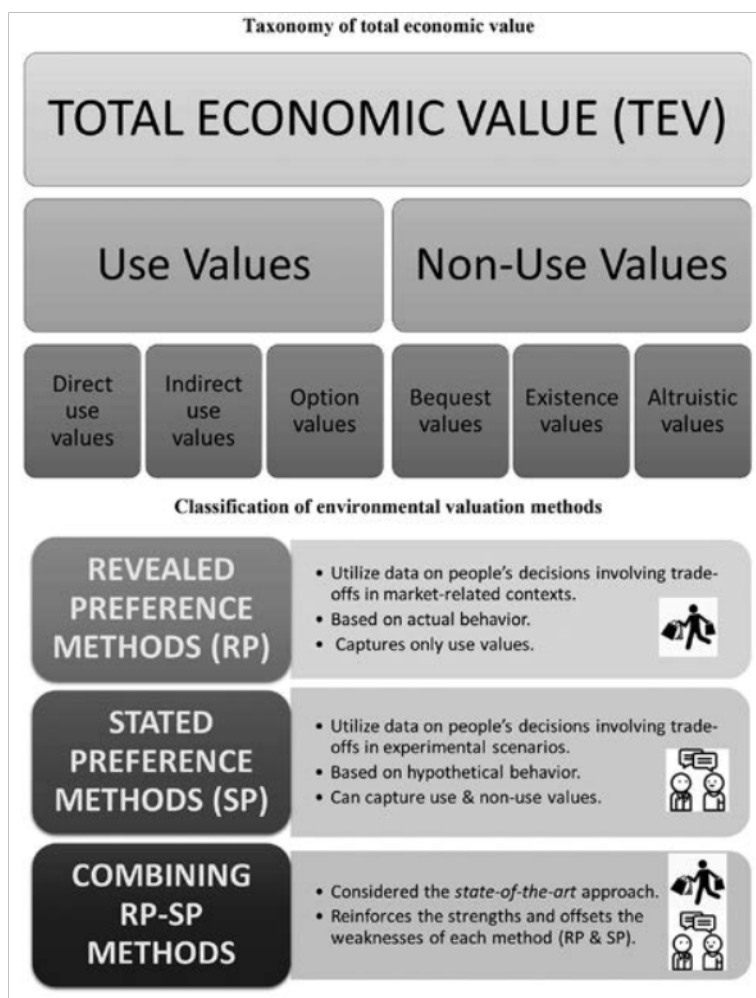 Taxonomy of total economic value
TOTAL ECONOMIC VALUE (TEV)
Use Values
Non-Use Values
Direct
use
values
Indirect
use
values
Option
values
Bequest
values
Existence
values
Altruistic
values
Classification of environmental valuation methods
REVEALED
PREFERENCE
METHODS (RP)
• Utilize data on people's decisions involving trade-
offs in market-related contexts.
• Based on actual behavior.
• Captures only use values.
STATED
PREFERENCE
METHODS (SP)
• Utilize data on people's decisions involving trade-
offs in experimental scenarios.
• Based on hypothetical behavior.
• Can capture use & non-use values.
COMBINING
RP-SP
METHODS
• Considered the state-of-the-art approach.
• Reinforces the strengths and offsets the
weaknesses of each method (RP & SP).